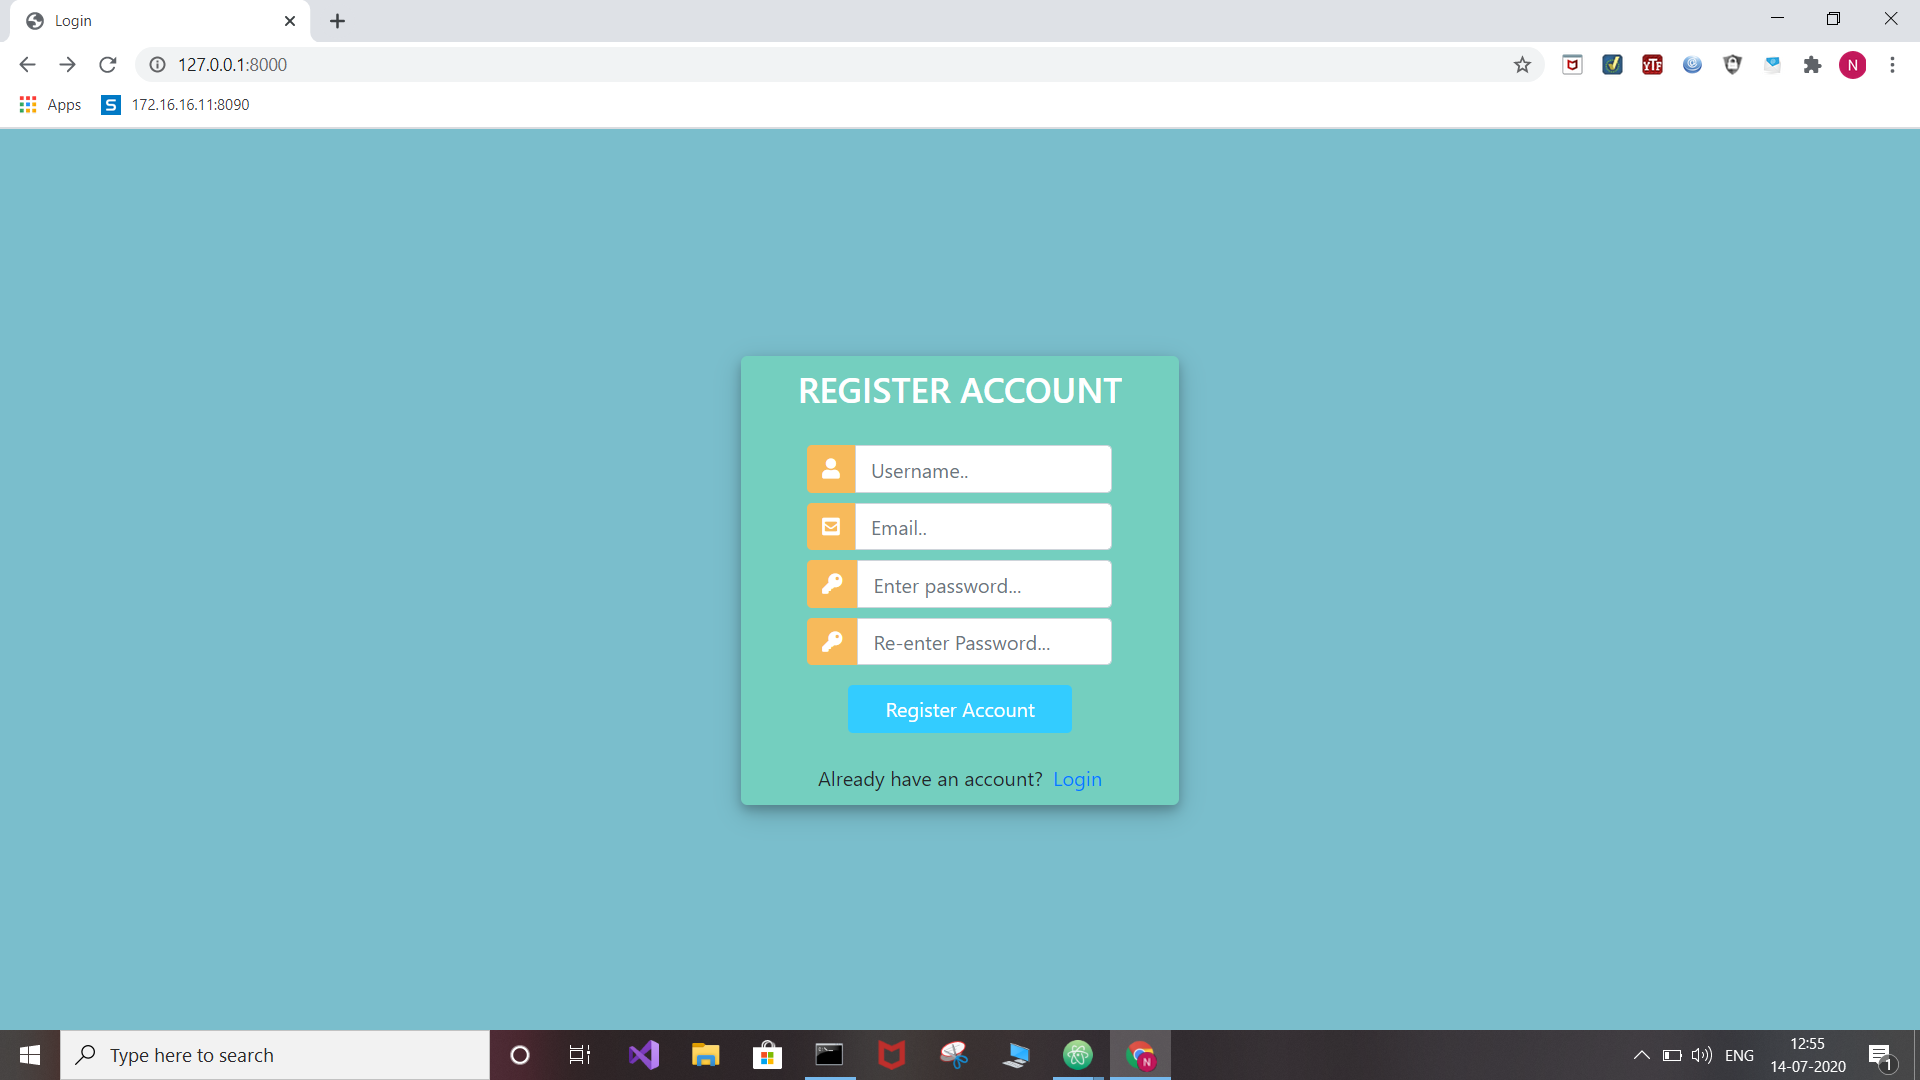 Login
127.0.0.1:8000
YTF
N
Apps
S
172.16.16.11:8090
REGISTER ACCOUNT
Username..
Email..
Enter password...
Re-enter Password...
Register Account
Already have an account? Login
Type here to search
N
ENG
12:55
14-07-2020
1